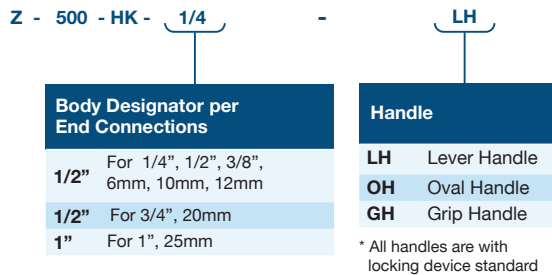 Z - 500 - HK - 1/4 - LH
Body Designator per
End Connections
1/2” For 1/4”, 1/2”, 3/8”,
6mm, 10mm, 12mm
1/2” For 3/4”, 20mm
1” For 1”, 25mm
Handle
LH Lever Handle
OH Oval Handle
GH Grip Handle
* All handles are with
locking device standard